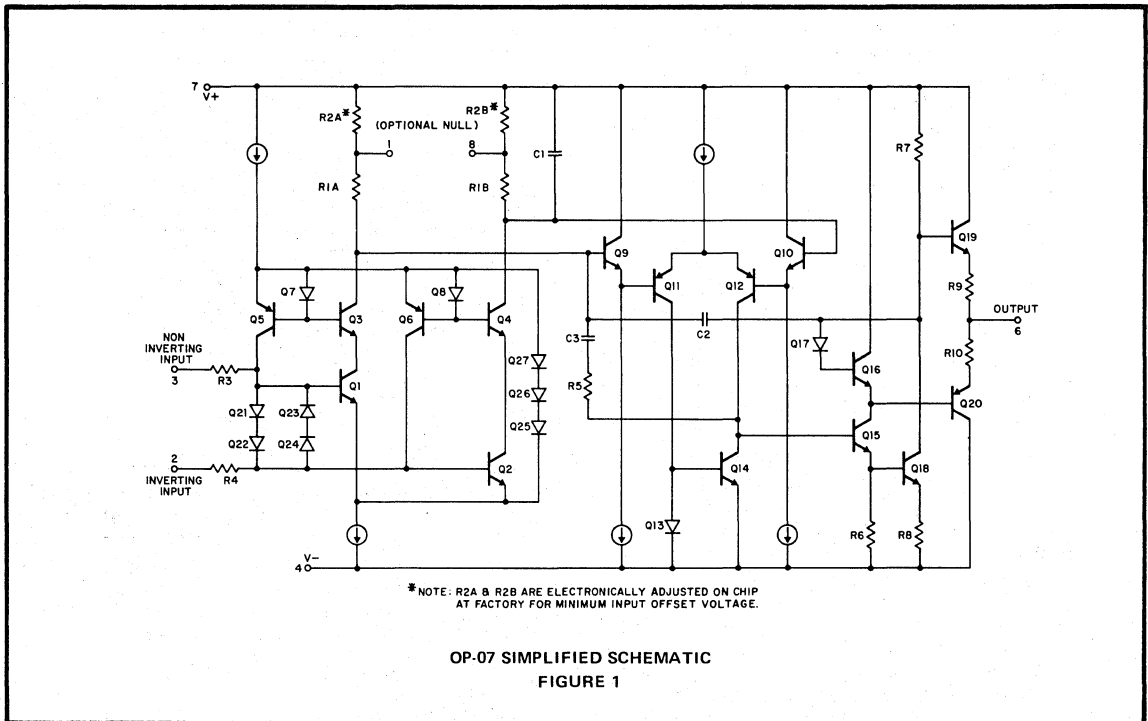 7
V+
R2A*
(OPTIONAL NULL)
R2B*
1
8
C1
R7
R1A
R1B
Q9
Q10
Q19
Q11
Q12
R9
Q7
Q8
Q5
Q3
Q6
Q4
OUTPUT
6
NON
INVERTING
INPUT
3
R3
C3
C2
Q17
R10
Q27
Q16
Q1
Q26
R5
Q20
Q21
Q23
Q25
Q15
Q22
Q24
2
INVERTING
INPUT
R4
Q2
Q14
Q18
Q13
R6
R8
V-
4
*NOTE: R2A & R2B ARE ELECTRONICALLY ADJUSTED ON CHIP
AT FACTORY FOR MINIMUM INPUT OFFSET VOLTAGE.
OP-07 SIMPLIFIED SCHEMATIC
FIGURE 1